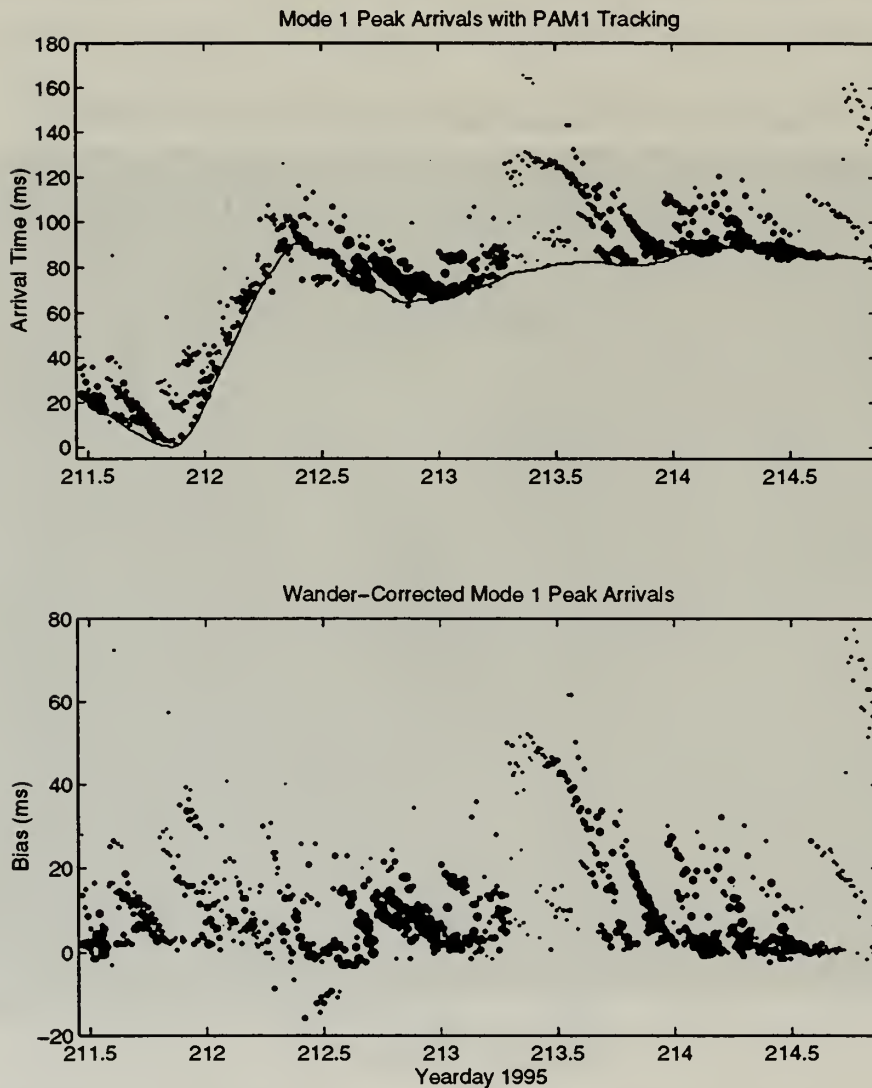 Mode 1 Peak Arrivals with PAM1 Tracking
180
160
140
120
100
80
60
40
20
0
Arrival Time (ms)
211.5 212 212.5 213 213.5 214 214.5
Wander-Corrected Mode 1 Peak Arrivals
80
60
40
20
0
-20
Bias (ms)
211.5 212 212.5 213 213.5 214 214.5
Yearday 1995